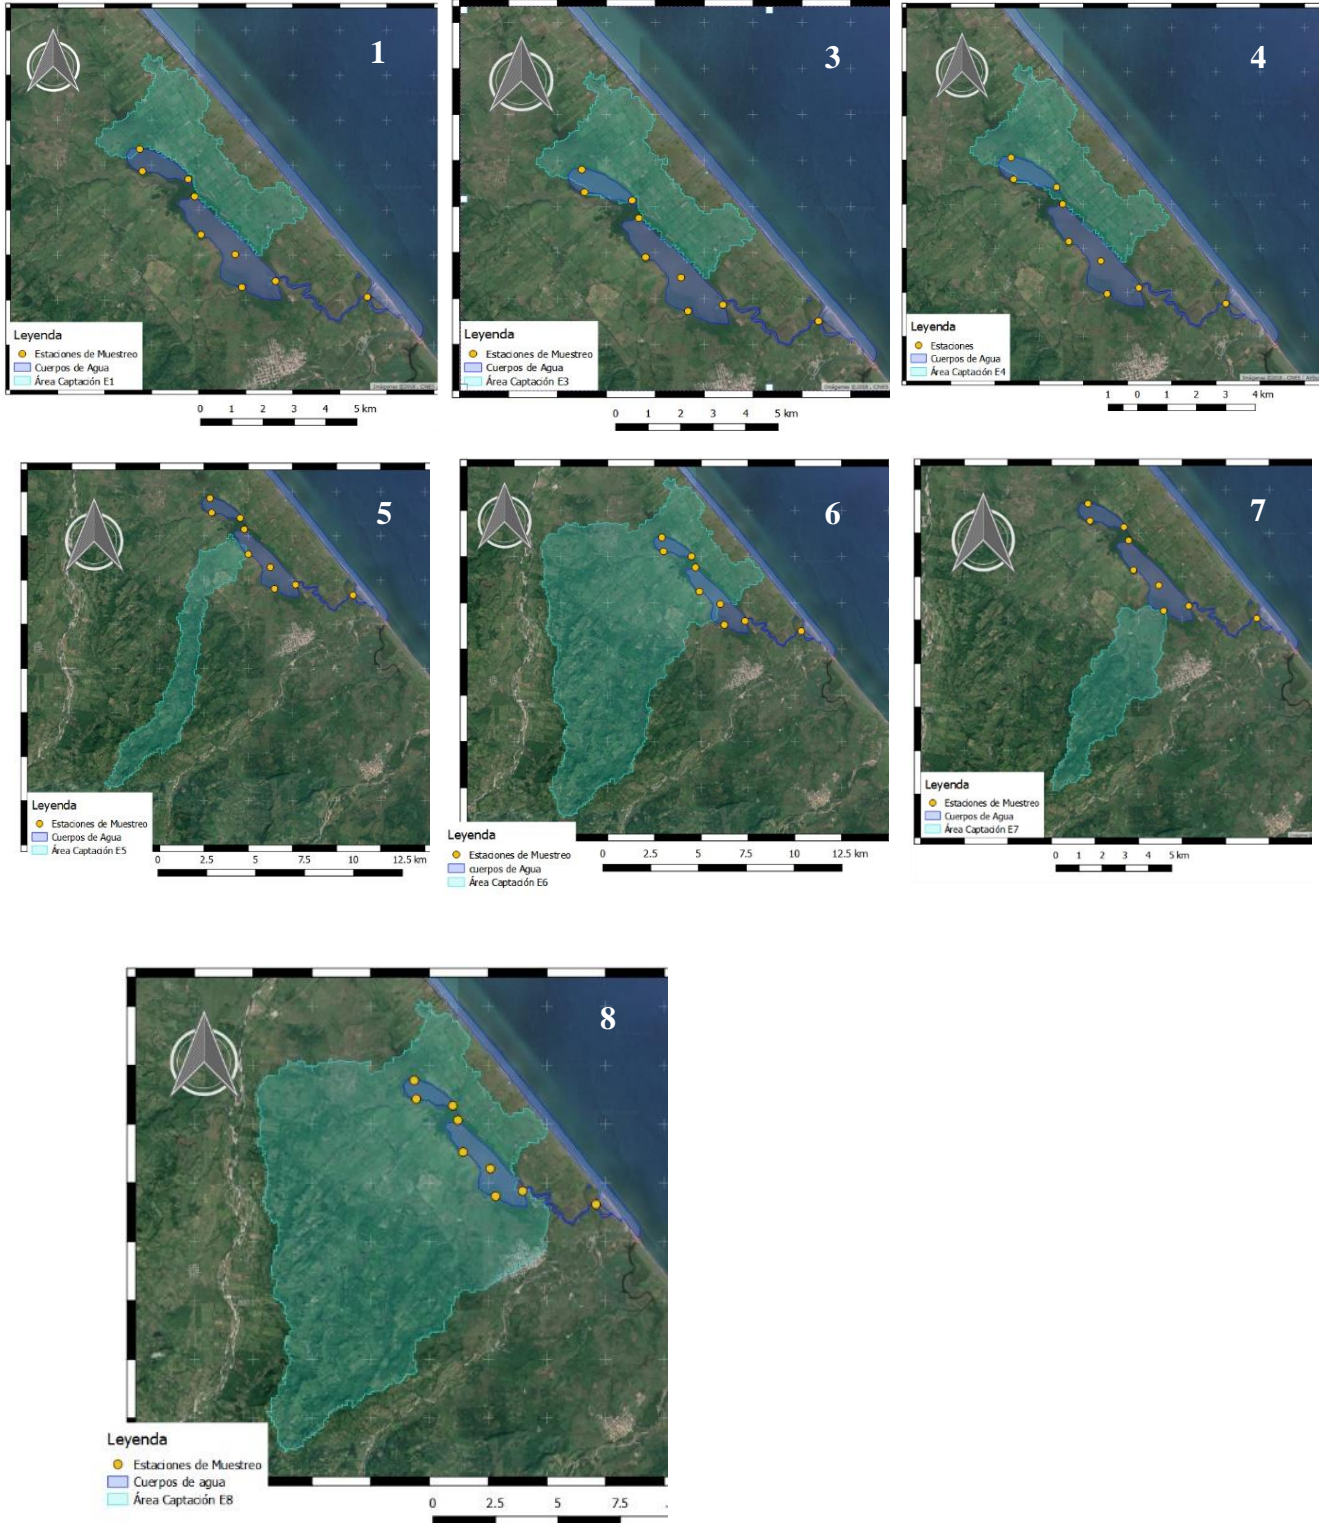 1
Leyenda
Estaciones de Muestreo
Cuerpos de Agua
Área Captación E1
0 1 2 3 4 5 km
3
Leyenda
Estaciones de Muestreo
Cuerpos de Agua
Área Captación E3
0 1 2 3 4 5 km
4
Leyenda
Estaciones
Cuerpos de Agua
Área Captación E4
1 0 1 2 3 4 km
5
Leyenda
Estaciones de Muestreo
Cuerpos de Agua
Área Captación E5
0 2.5 5 7.5 10 12.5 km
6
Leyenda
Estaciones de Muestreo
cuerpos de Agua
Área Captación E6
0 2.5 5 7.5 10 12.5 km
7
Leyenda
Estaciones de Muestreo
Cuerpos de Agua
Área Captación E7
0 1 2 3 4 5 km
8
Leyenda
Estaciones de Muestreo
Cuerpos de agua
Área Captación E8
0 2.5 5 7.5